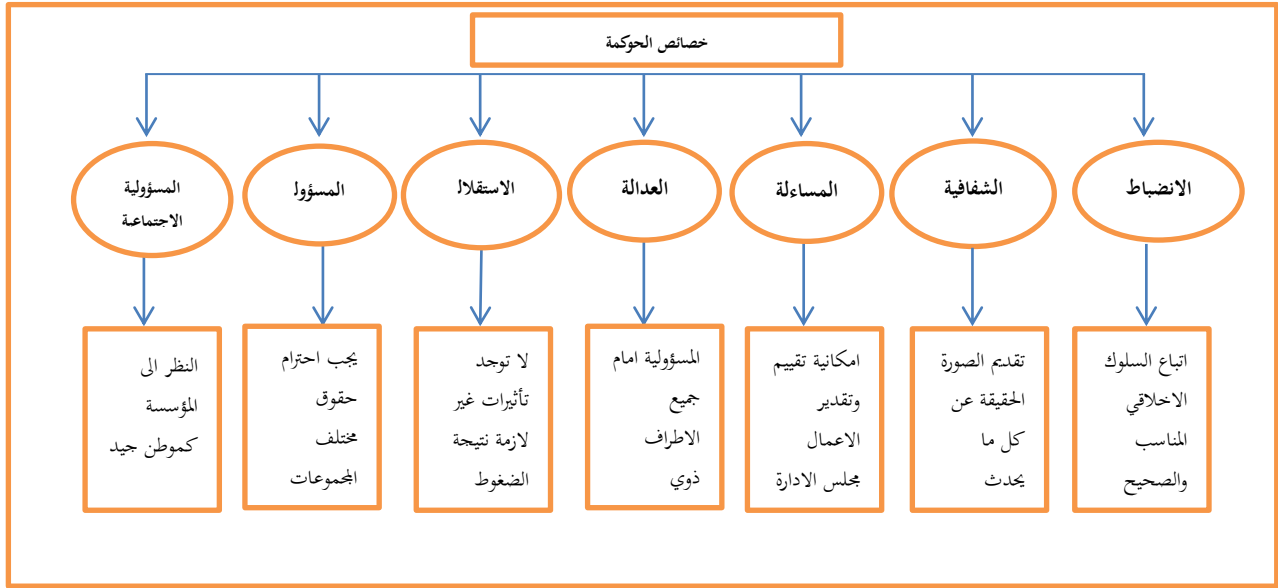 خصائص الحوكمة
الانضباط
الشفافية
المساءلة
العدالة
الاستقلال
المسؤول
المسؤولية
الاجتماعية
اتباع السلوك
الاخلاقي
المناسب
والصحيح
تقديم الصورة
الحقيقة عن
كل ما
يحدث
امكانية تقييم
وتقدير
الاعمال
مجلس الادارة
المسؤولية امام
جميع
الاطراف
ذوي
لا توجد
تأثيرات غير
لازمة نتيجة
الضغوط
يجب احترام
حقوق
مختلف
المجموعات
النظر الى
المؤسسة
كموطن جيد